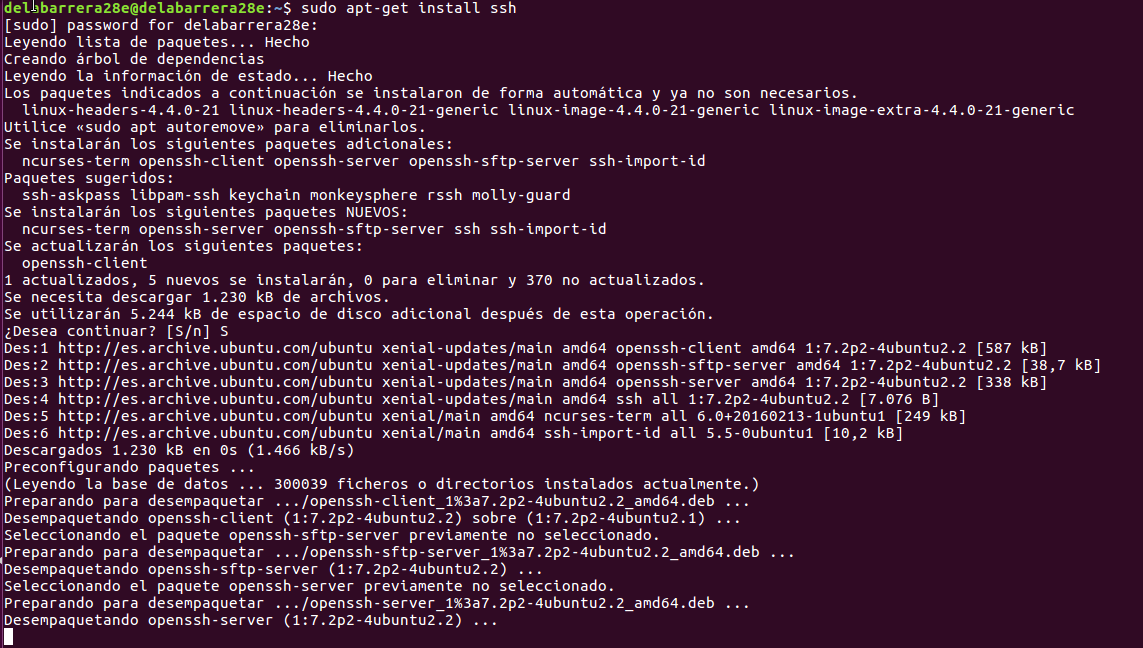 delabarrera28e@delabarrera28e:~$ sudo apt-get install ssh
[sudo] password for delabarrera28e:
Leyendo lista de paquetes... Hecho
Creando árbol de dependencias
Leyendo la información de estado... Hecho
Los paquetes indicados a continuación se instalaron de forma automática y ya no son necesarios.
  linux-headers-4.4.0-21 linux-headers-4.4.0-21-generic linux-image-4.4.0-21-generic linux-image-extra-4.4.0-21-generic
Utilice «sudo apt autoremove» para eliminarlos.
Se instalarán los siguientes paquetes adicionales:
  ncurses-term openssh-client openssh-server openssh-sftp-server ssh-import-id
Paquetes sugeridos:
  ssh-askpass libpam-ssh keychain monkeysphere rssh molly-guard
Se instalarán los siguientes paquetes NUEVOS:
  ncurses-term openssh-server openssh-sftp-server ssh ssh-import-id
Se actualizarán los siguientes paquetes:
  openssh-client
1 actualizados, 5 nuevos se instalarán, 0 para eliminar y 370 no actualizados.
Se necesita descargar 1.230 kB de archivos.
Se utilizarán 5.244 kB de espacio de disco adicional después de esta operación.
¿Desea continuar? [S/n] S
Des:1 http://es.archive.ubuntu.com/ubuntu xenial-updates/main amd64 openssh-client amd64 1:7.2p2-4ubuntu2.2 [587 kB]
Des:2 http://es.archive.ubuntu.com/ubuntu xenial-updates/main amd64 openssh-sftp-server amd64 1:7.2p2-4ubuntu2.2 [38,7 kB]
Des:3 http://es.archive.ubuntu.com/ubuntu xenial-updates/main amd64 openssh-server amd64 1:7.2p2-4ubuntu2.2 [338 kB]
Des:4 http://es.archive.ubuntu.com/ubuntu xenial-updates/main amd64 ssh all 1:7.2p2-4ubuntu2.2 [7.076 B]
Des:5 http://es.archive.ubuntu.com/ubuntu xenial/main amd64 ncurses-term all 6.0+20160213-1ubuntu1 [249 kB]
Des:6 http://es.archive.ubuntu.com/ubuntu xenial/main amd64 ssh-import-id all 5.5-0ubuntu1 [10,2 kB]
Descargados 1.230 kB en 0s (1.466 kB/s)
Preconfigurando paquetes ...
(Leyendo la base de datos ... 300039 ficheros o directorios instalados actualmente.)
Preparando para desempaquetar .../openssh-client_1%3a7.2p2-4ubuntu2.2_amd64.deb ...
Desempaquetando openssh-client (1:7.2p2-4ubuntu2.2) sobre (1:7.2p2-4ubuntu2.1) ...
Seleccionando el paquete openssh-sftp-server previamente no seleccionado.
Preparando para desempaquetar .../openssh-sftp-server_1%3a7.2p2-4ubuntu2.2_amd64.deb ...
Desempaquetando openssh-sftp-server (1:7.2p2-4ubuntu2.2) ...
Seleccionando el paquete openssh-server previamente no seleccionado.
Preparando para desempaquetar .../openssh-server_1%3a7.2p2-4ubuntu2.2_amd64.deb ...
Desempaquetando openssh-server (1:7.2p2-4ubuntu2.2) ...